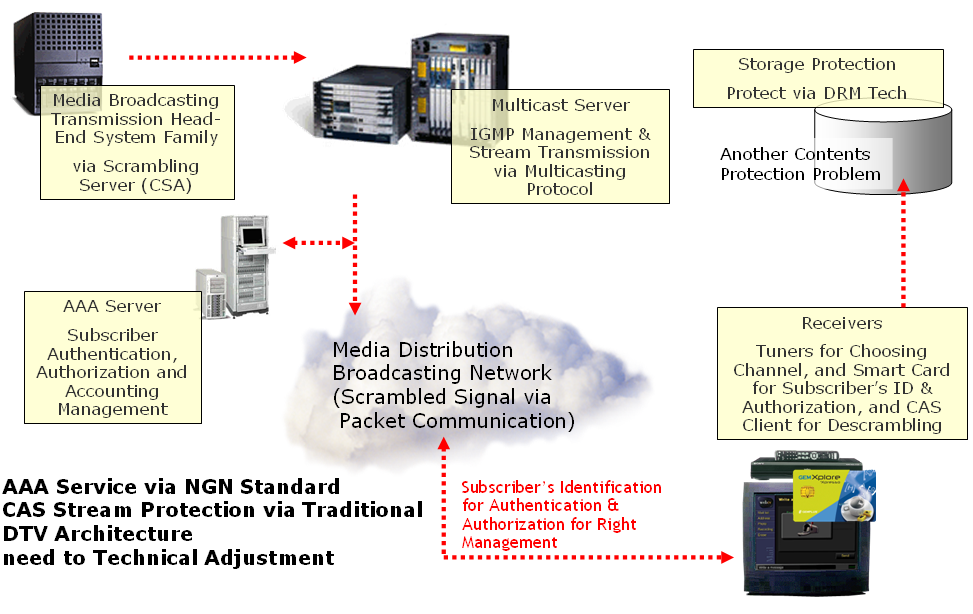 Media Broadcasting
Transmission Head-
End System Family
via Scrambling
Server (CSA)
Multicast Server
IGMP Management &
Stream Transmission
via Multicasting
Protocol
Storage Protection
Protect via DRM Tech
Another Contents
Protection Problem
AAA Server
Subscriber
Authentication,
Authorization and
Accounting
Management
Media Distribution
Broadcasting Network
(Scrambled Signal via
Packet Communication)
Receivers
Tuners for Choosing
Channel, and Smart Card
for Subscriber's ID &
Authorization, and CAS
Client for Descrambling
AAA Service via NGN Standard
CAS Stream Protection via Traditional
DTV Architecture
need to Technical Adjustment
Subscriber's Identification
for Authentication &
Authorization for Right
Management
GEMXplore